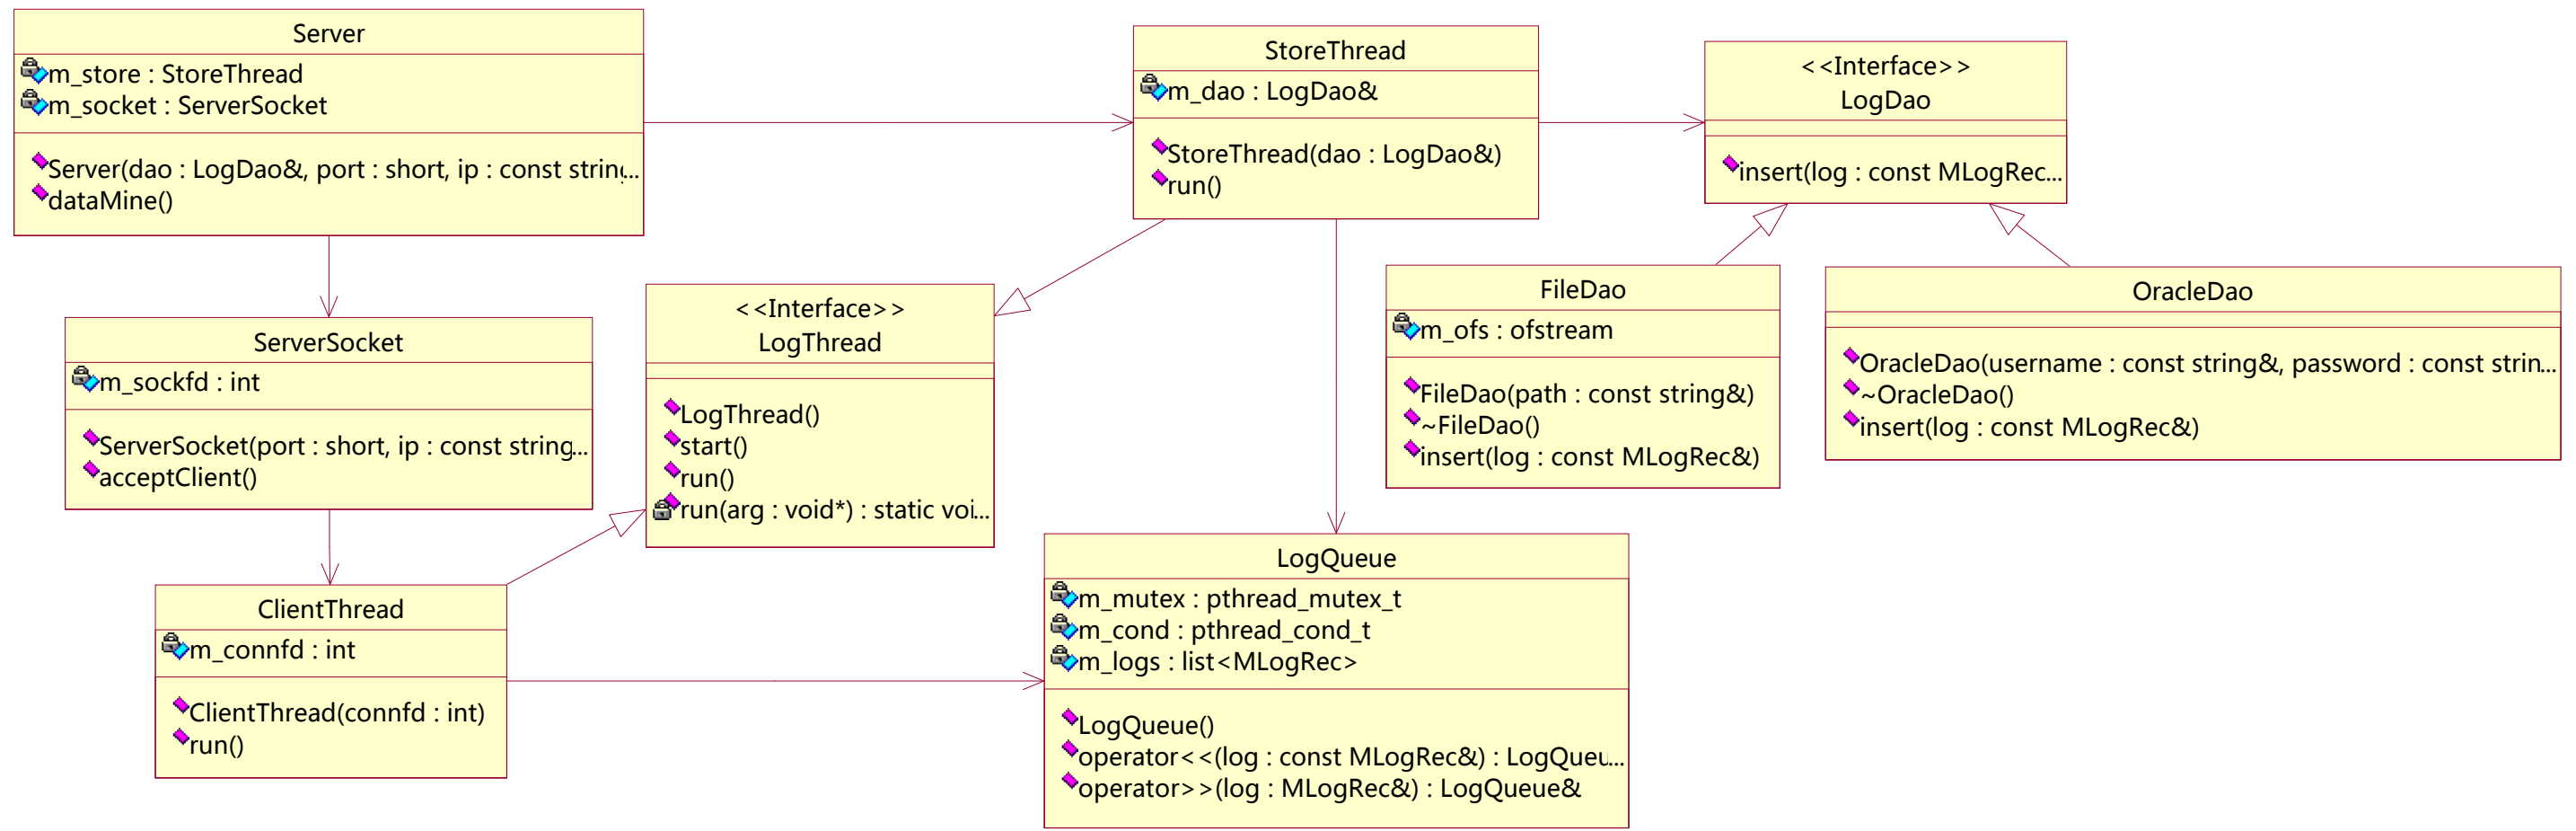 Server
m_store : StoreThread
m_socket : ServerSocket
Server(dao : LogDao&, port : short, ip : const string...
dataMine()
StoreThread
m_dao : LogDao&
StoreThread(dao : LogDao&)
run()
<<Interface>>
LogDao
insert(log : const MLogRec...
ServerSocket
m_sockfd : int
ServerSocket(port : short, ip : const string...
acceptClient()
<<Interface>>
LogThread
LogThread()
start()
run()
run(arg : void*) : static voi...
FileDao
m_ofs : ofstream
FileDao(path : const string&)
~FileDao()
insert(log : const MLogRec&)
OracleDao
OracleDao(username : const string&, password : const strin...
~OracleDao()
insert(log : const MLogRec&)
ClientThread
m_connfd : int
ClientThread(connfd : int)
run()
LogQueue
m_mutex : pthread_mutex_t
m_cond : pthread_cond_t
m_logs : list<MLogRec>
LogQueue()
operator<<(log : const MLogRec&) : LogQueu...
operator>>(log : MLogRec&) : LogQueue&